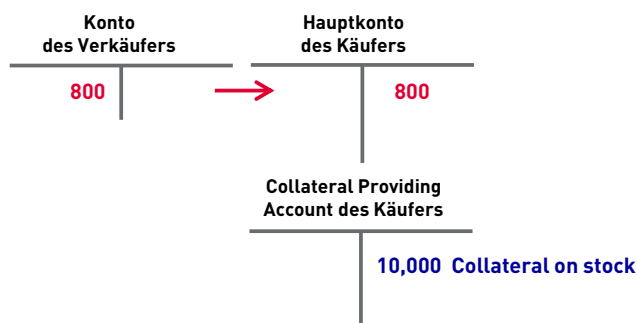 Konto
des Verkäufers
Hauptkonto
des Käufers
800
800
Collateral Providing
Account des Käufers
10,000 Collateral on stock